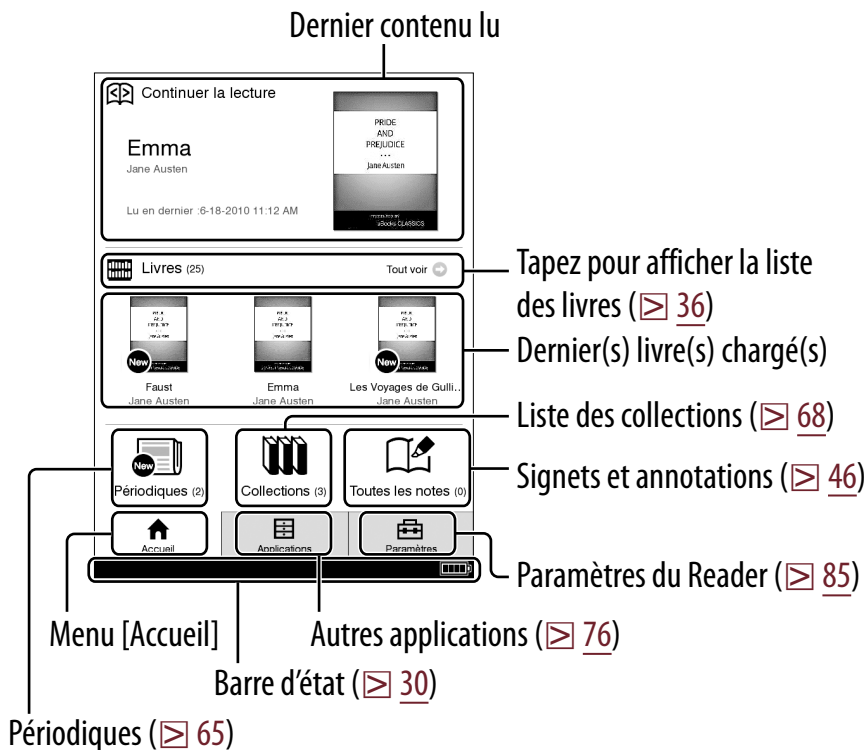 Dernier contenu lu
Continuer la lecture
Emma
Jane Austen
Lu en dernier :6-18-2010 11:12 AM
PRIDE
AND
PREJUDICE
...
Jane Austen
eBooks CLASSICS
Livres (25)
Tout voir
Tapez pour afficher la liste
des livres (36)
Dernier(s) livre(s) chargé(s)
New
New
Faust
Jane Austen
Emma
Jane Austen
Les Voyages de Gulli..
Jane Austen
Liste des collections (68)
Signets et annotations (46)
New
Périodiques (2)
Collections (3)
Toutes les notes (0)
Accueil
Applications
Paramètres
Paramètres du Reader (85)
Menu [Accueil]
Autres applications (76)
Barre d'état (30)
Périodiques (65)